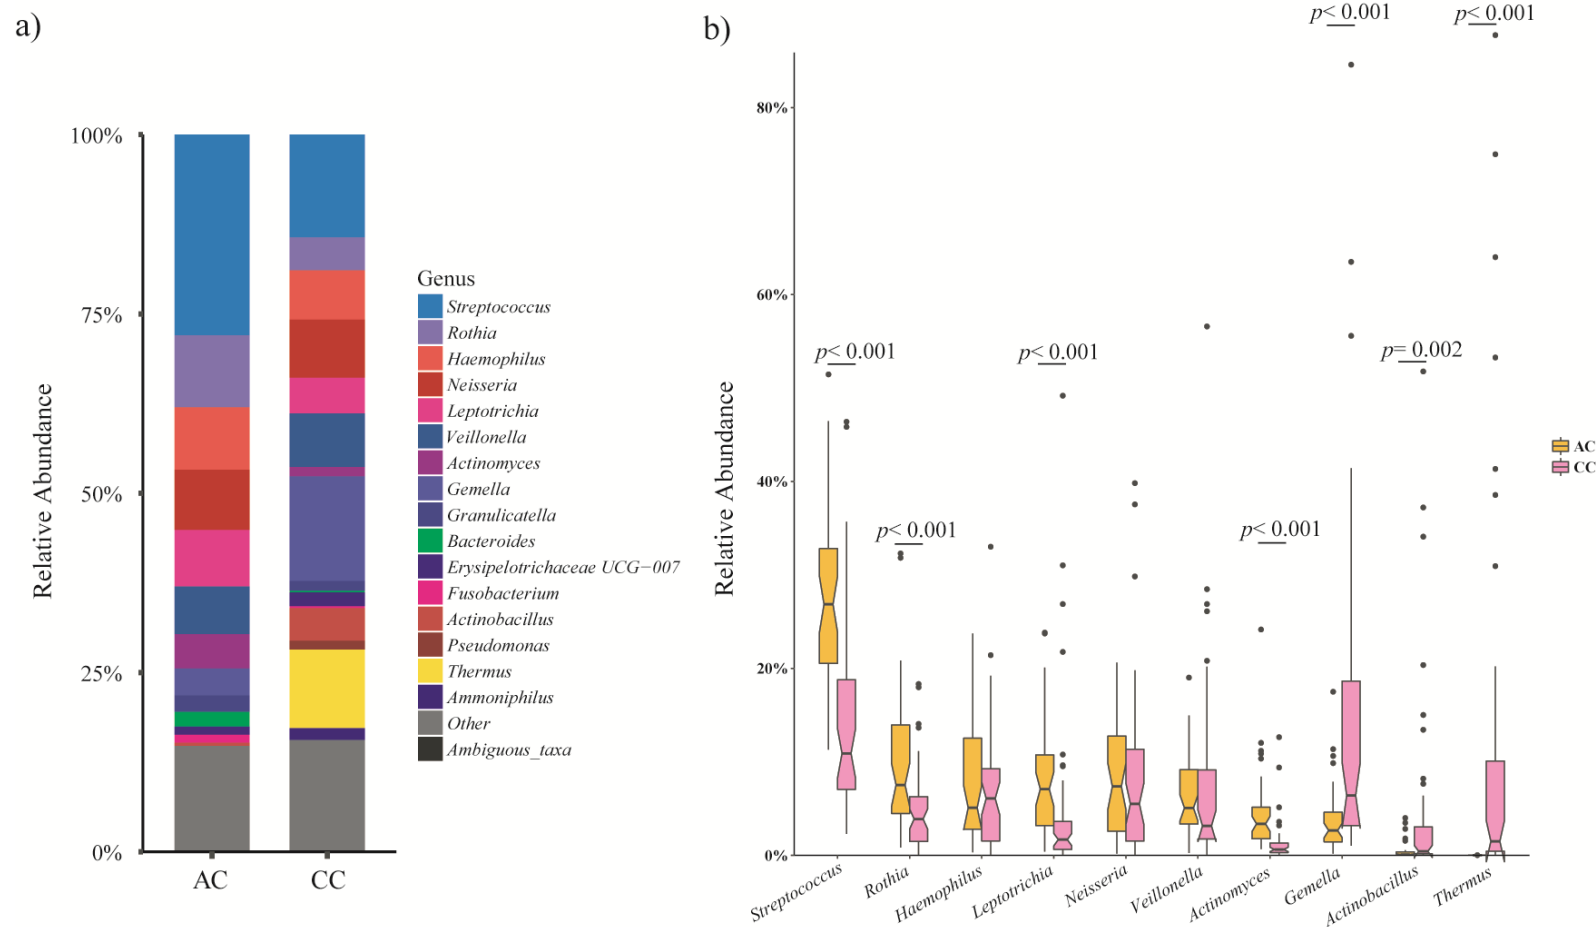 a)
100%
75%
50%
25%
0%
Relative Abundance
AC
CC
Genus
Streptococcus
Rothia
Haemophilus
Neisseria
Leptotrichia
Veillonella
Actinomyces
Gemella
Granulicatella
Bacteroides
Erysipelotrichaceae UCG−007
Fusobacterium
Actinobacillus
Pseudomonas
Thermus
Ammoniphilus
Other
Ambiguous_taxa
b)
80%
60%
40%
20%
0%
Relative Abundance
p< 0.001
p< 0.001
p< 0.001
p< 0.001
p< 0.001
p= 0.002
p< 0.001
Streptococcus
Rothia
Haemophilus
Leptotrichia
Neisseria
Veillonella
Actinomyces
Gemella
Actinobacillus
Thermus
AC
CC